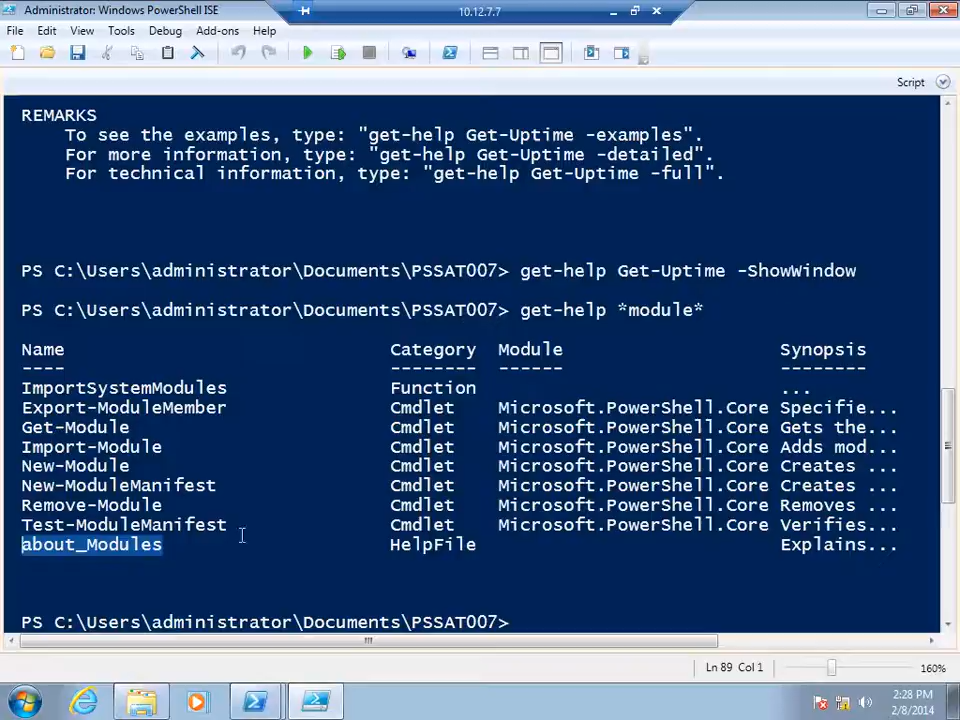 Administrator: Windows PowerShell ISE
10.12.7.7
File Edit View Tools Debug Add-ons Help
Script
REMARKS
To see the examples, type: "get-help Get-Uptime -examples".
For more information, type: "get-help Get-Uptime -detailed".
For technical information, type: "get-help Get-Uptime -full".
PS C:\Users\administrator\Documents\PSSAT007> get-help Get-Uptime -ShowWindow
PS C:\Users\administrator\Documents\PSSAT007> get-help *module*
Name Category Module Synopsis
---- -------- ------ --------
ImportSystemModules Function ...
Export-ModuleMember Cmdlet Microsoft.PowerShell.Core Specifie...
Get-Module Cmdlet Microsoft.PowerShell.Core Gets the...
Import-Module Cmdlet Microsoft.PowerShell.Core Adds mod...
New-Module Cmdlet Microsoft.PowerShell.Core Creates ...
New-ModuleManifest Cmdlet Microsoft.PowerShell.Core Creates ...
Remove-Module Cmdlet Microsoft.PowerShell.Core Removes ...
Test-ModuleManifest Cmdlet Microsoft.PowerShell.Core Verifies...
about_Modules HelpFile Explains...
PS C:\Users\administrator\Documents\PSSAT007>
Ln 89 Col 1 160%
2:28 PM
2/8/2014